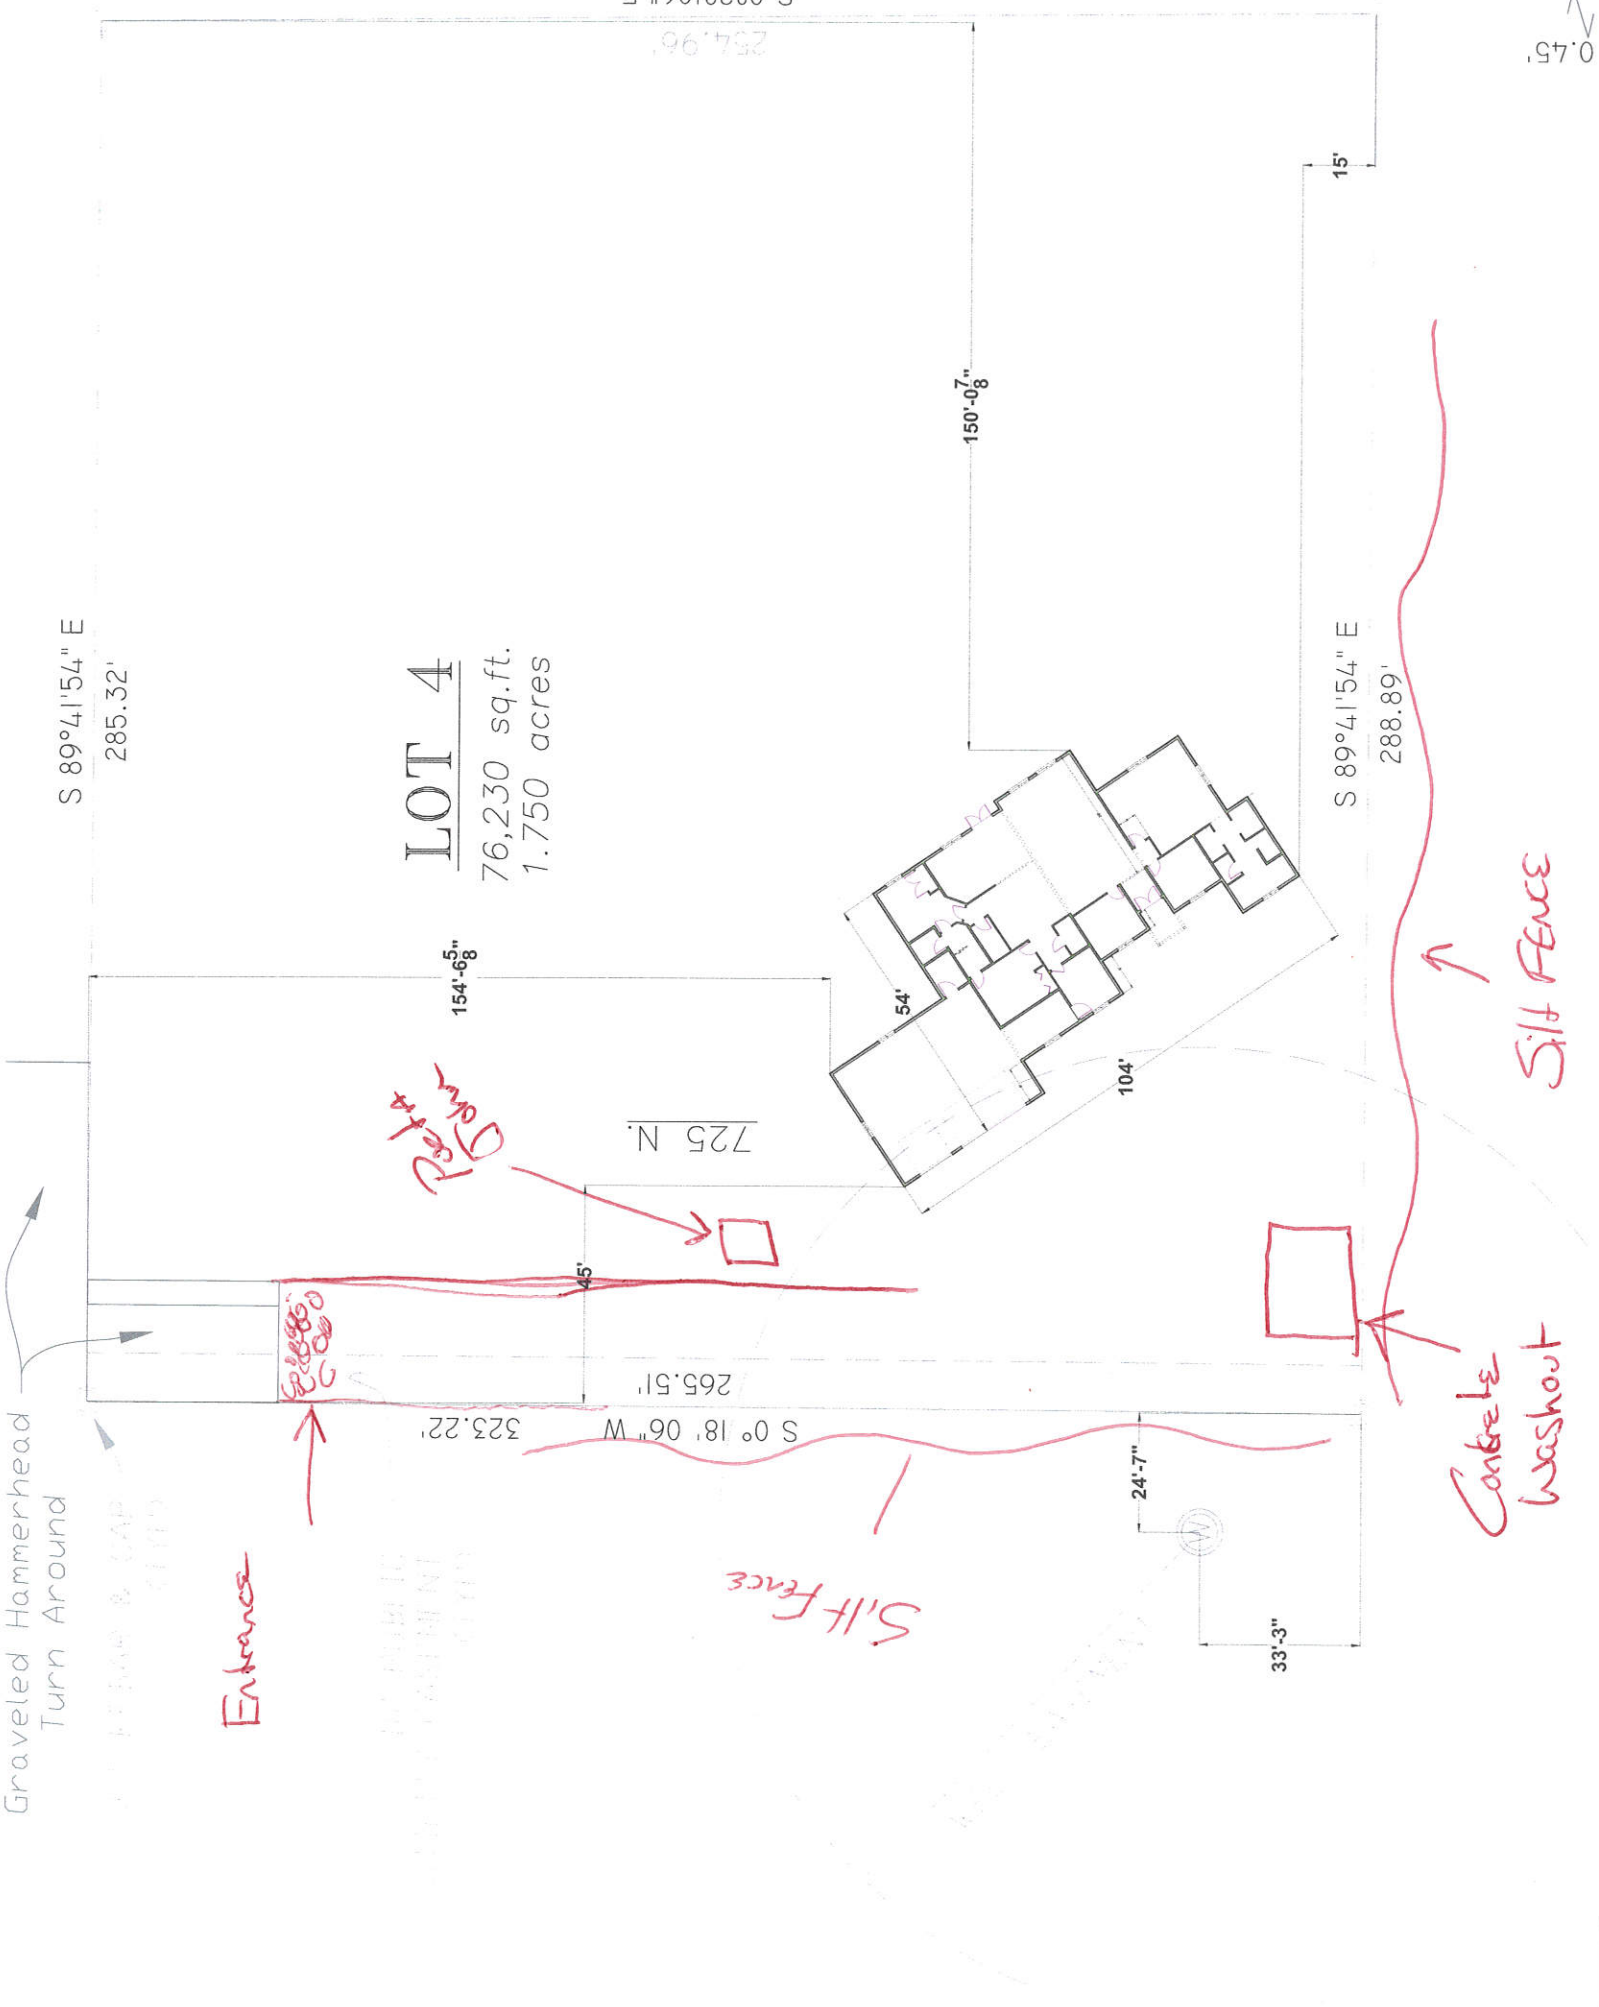 Graveled Hammerhead
Turn Around
S 89°41'54" E
285.32'
254.96'
0.45'
LOT 4
76,230 sq.ft.
1.750 acres
154'-6 5/8"
150'-0 7/8"
15'
Porta
John
725 N.
54'
104'
45'
265.51'
323.22'
S 0° 18' 06" W
S 89°41'54" E
288.89'
24'-7"
33'-3"
W
Entrance
Silt Fence
Silt Fence
Concrete
Washout